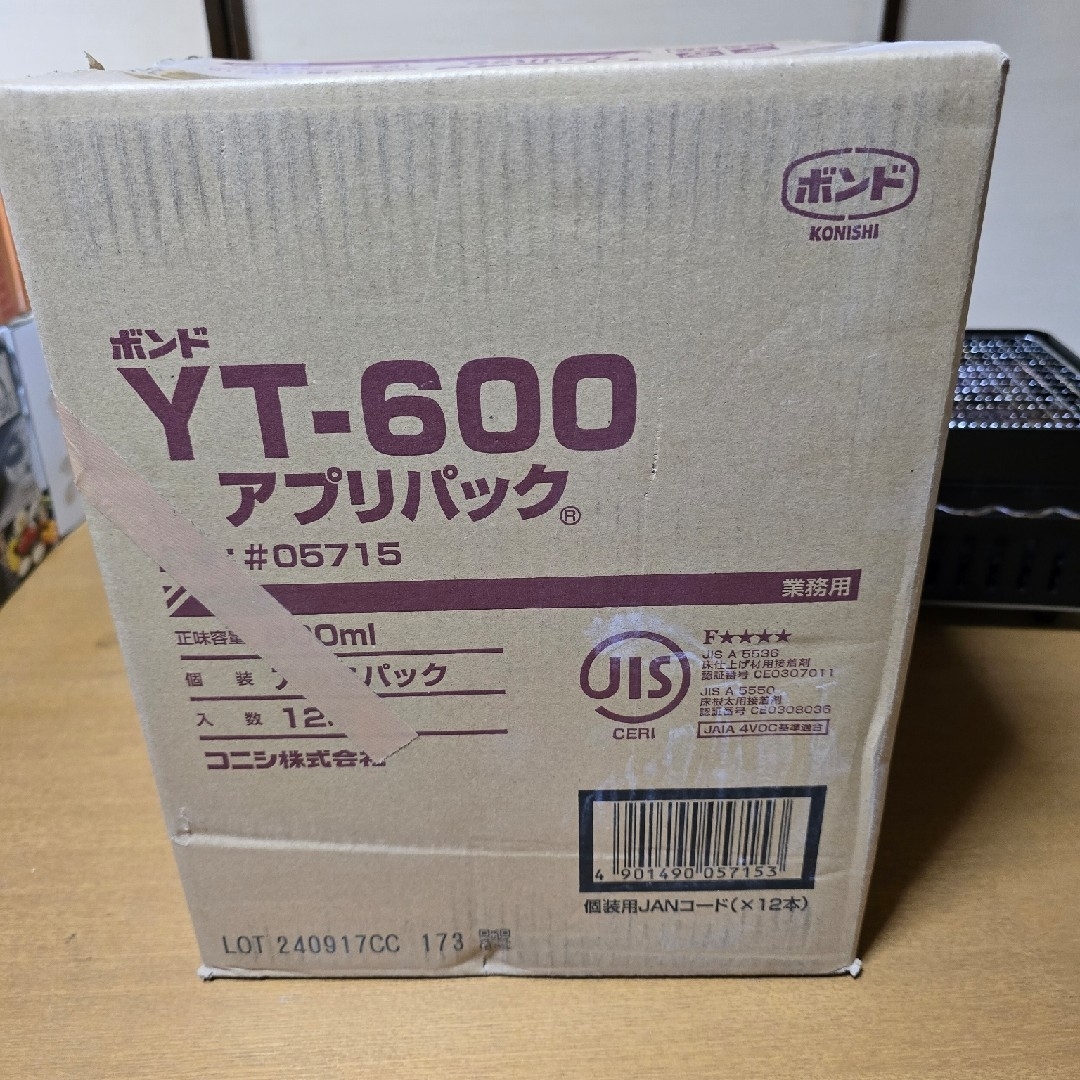 ボンド
KONISHI
ボンド
YT-600
アプリパック®
#05715
業務用
正味容量 00ml
個装 パック
入数 12
コニシ株式会社
JIS
CERI
F★★★★
JIS A 5536
床仕上げ材用接着剤
認証番号 CE0307011
JIS A 5550
床根太用接着剤
認証番号 CE0308036
JAIA 4VOC基準適合
4 901490 057153
個装用JANコード(×12本)
LOT 240917CC 173